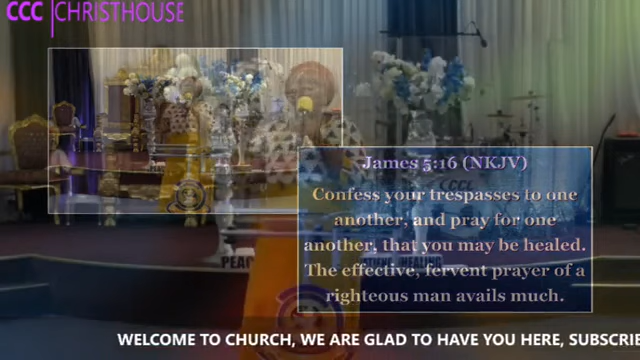 CCC CHRISTHOUSE
James 5:16 (NKJV)
Confess your trespasses to one
another, and pray for one
another, that you may be healed.
The effective, fervent prayer of a
righteous man avails much.
HEALING
WELCOME TO CHURCH, WE ARE GLAD TO HAVE YOU HERE, SUBSCRI